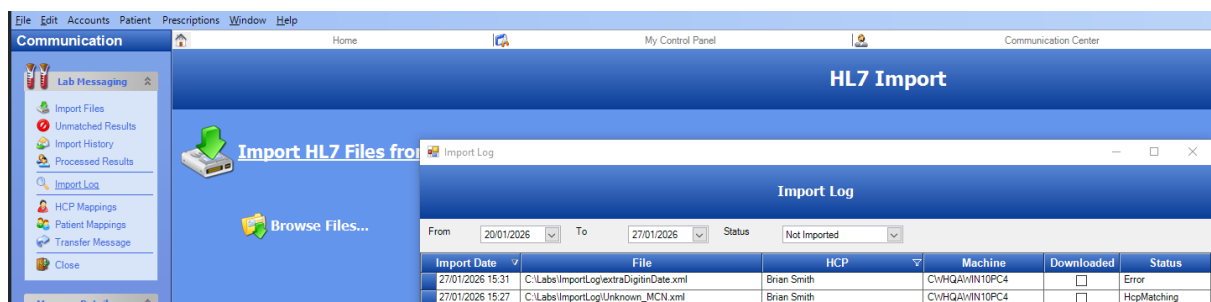 File Edit Accounts Patient Prescriptions Window Help
Communication
Home
My Control Panel
Communication Center
Lab Messaging
Import Files
Unmatched Results
Import History
Processed Results
Import Log
HCP Mappings
Patient Mappings
Transfer Message
Close
HL7 Import
Import HL7 Files from
Browse Files...
Import Log
Import Log
From 20/01/2026 To 27/01/2026 Status Not Imported
Import Date File HCP Machine Downloaded Status
27/01/2026 15:31 C:\Labs\ImportLog\extraDigitinDate.xml Brian Smith CWHQAWIN10PC4 Error
27/01/2026 15:27 C:\Labs\ImportLog\Unknown_MCN.xml Brian Smith CWHQAWIN10PC4 HcpMatching